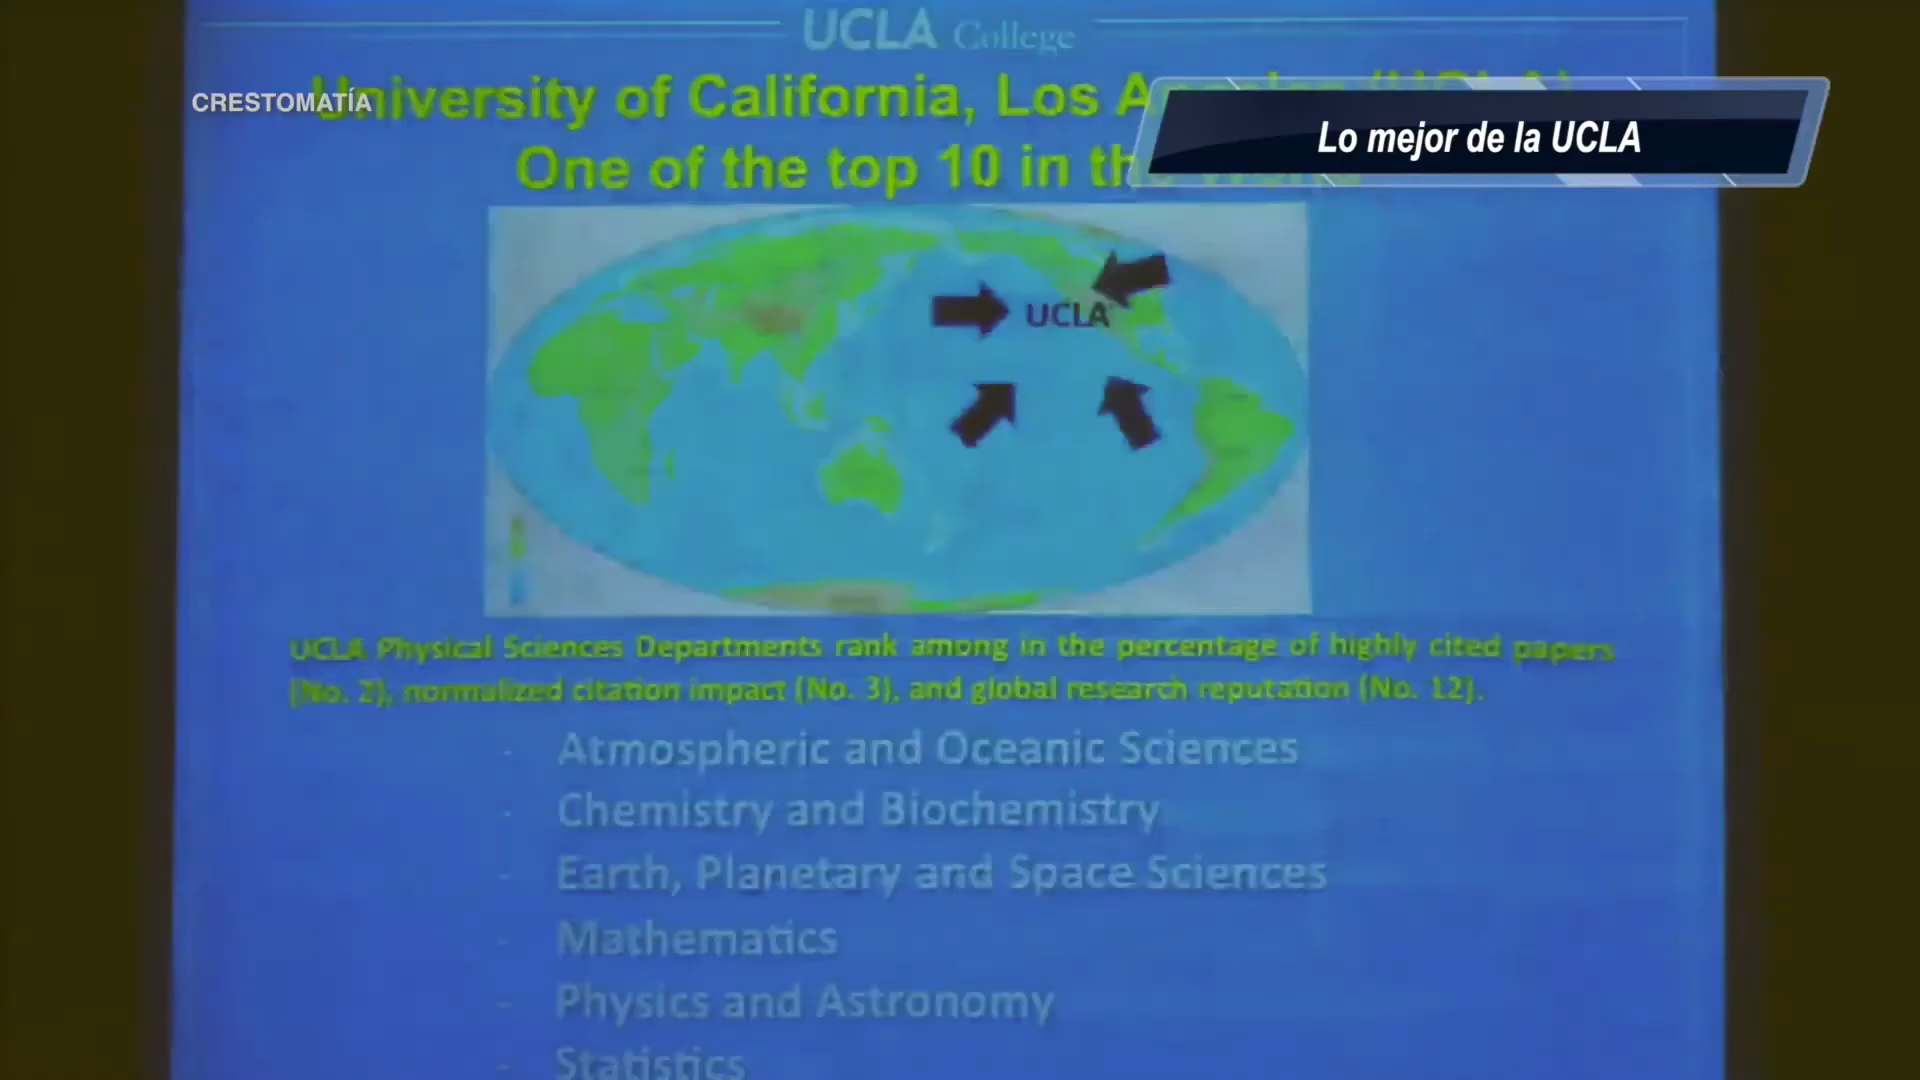 UCLA College
University of California, Los
CRESTOMATÍA
Lo mejor de la UCLA
One of the top 10 in
UCLA
UCLA Physical Sciences Departments rank among in the percentage of highly cited papers
(No. 2), normalized citation impact (No. 3), and global research reputation (No. 12).
- Atmospheric and Oceanic Sciences
- Chemistry and Biochemistry
- Earth, Planetary and Space Sciences
- Mathematics
- Physics and Astronomy
- Statistics